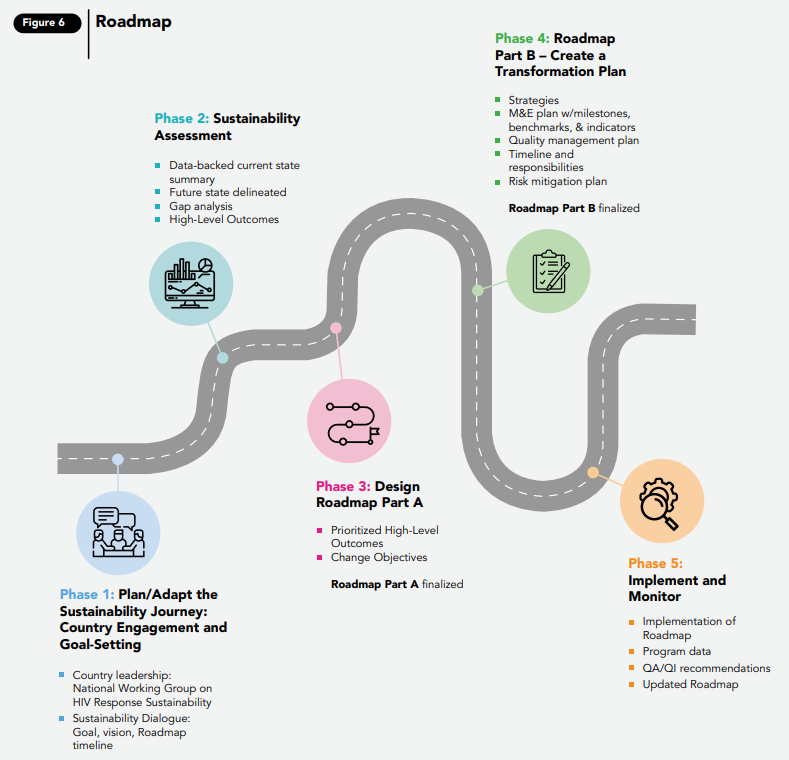 Figure 6
Roadmap
Phase 1: Plan/Adapt the
Sustainability Journey:
Country Engagement and
Goal-Setting
Country leadership:
National Working Group on
HIV Response Sustainability
Sustainability Dialogue:
Goal, vision, Roadmap
timeline
Phase 2: Sustainability
Assessment
Data-backed current state
summary
Future state delineated
Gap analysis
High-Level Outcomes
Phase 3: Design
Roadmap Part A
Prioritized High-Level
Outcomes
Change Objectives
Roadmap Part A finalized
Phase 4: Roadmap
Part B – Create a
Transformation Plan
Strategies
M&E plan w/milestones,
benchmarks, & indicators
Quality management plan
Timeline and
responsibilities
Risk mitigation plan
Roadmap Part B finalized
Phase 5:
Implement and
Monitor
Implementation of
Roadmap
Program data
QA/QI recommendations
Updated Roadmap